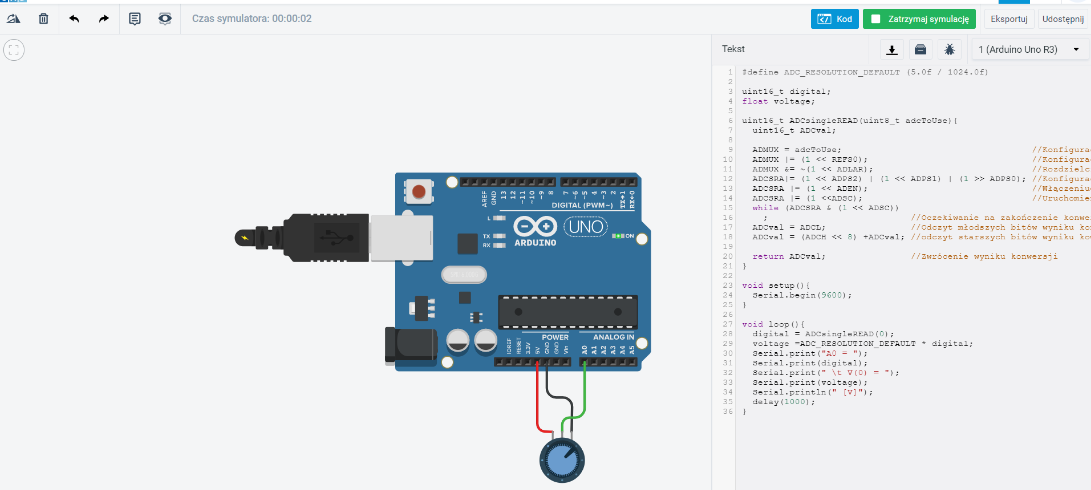 Czas symulatora: 00:00:02
Kod
Zatrzymaj symulację
Eksportuj
Udostępnij
Tekst
1 (Arduino Uno R3)
AREF
GND
13
12
~11
~10
~9
8
7
~6
~5
4
~3
2
TX→1
RX←0
DIGITAL (PWM~)
L
TX
RX
UNO
ARDUINO
ON
POWER
ANALOG IN
IOREF
RESET
3.3V
5V
GND
GND
Vin
A0
A1
A2
A3
A4
A5
1 #define ADC_RESOLUTION_DEFAULT (5.0f / 1024.0f)
2
3 uint16_t digital;
4 float voltage;
5
6 uint16_t ADCsingleREAD(uint8_t adcToUse){
7 uint16_t ADCval;
8
9 ADMUX = adcToUse; //Konfigurac
10 ADMUX |= (1 << REFS0); //Konfigurac
11 ADMUX &= ~(1 << ADLAR); //Rozdzielc
12 ADCSRA|= (1 << ADPS2) | (1 << ADPS1) | (1 >> ADPS0); //Konfigurac
13 ADCSRA |= (1 << ADEN); //Włączeniu
14 ADCSRA |= (1 <<ADSC); //Uruchomier
15 while (ADCSRA & (1 << ADSC))
16 ; //Oczekiwanie na zakończenie konwe
17 ADCval = ADCL; //Odczyt młodszych bitów wyniku ko
18 ADCval = (ADCH << 8) +ADCval; //odczyt starszych bitów wyniku ko
19
20 return ADCval; //Zwrócenie wyniku konwersji
21 }
22
23 void setup(){
24 Serial.begin(9600);
25 }
26
27 void loop(){
28 digital = ADCsingleREAD(0);
29 voltage =ADC_RESOLUTION_DEFAULT * digital;
30 Serial.print("A0 = ");
31 Serial.print(digital);
32 Serial.print(" \t V(0) = ");
33 Serial.print(voltage);
34 Serial.println(" [V]");
35 delay(1000);
36 }